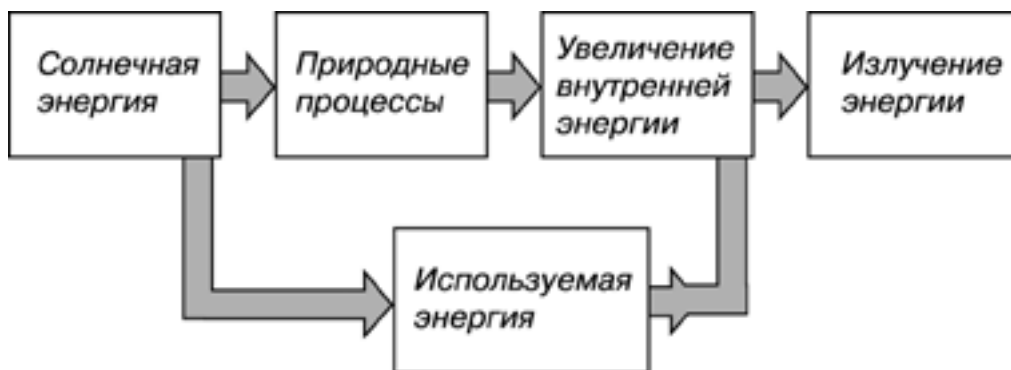 Солнечная
энергия
Природные
процессы
Увеличение
внутренней
энергии
Излучение
энергии
Используемая
энергия